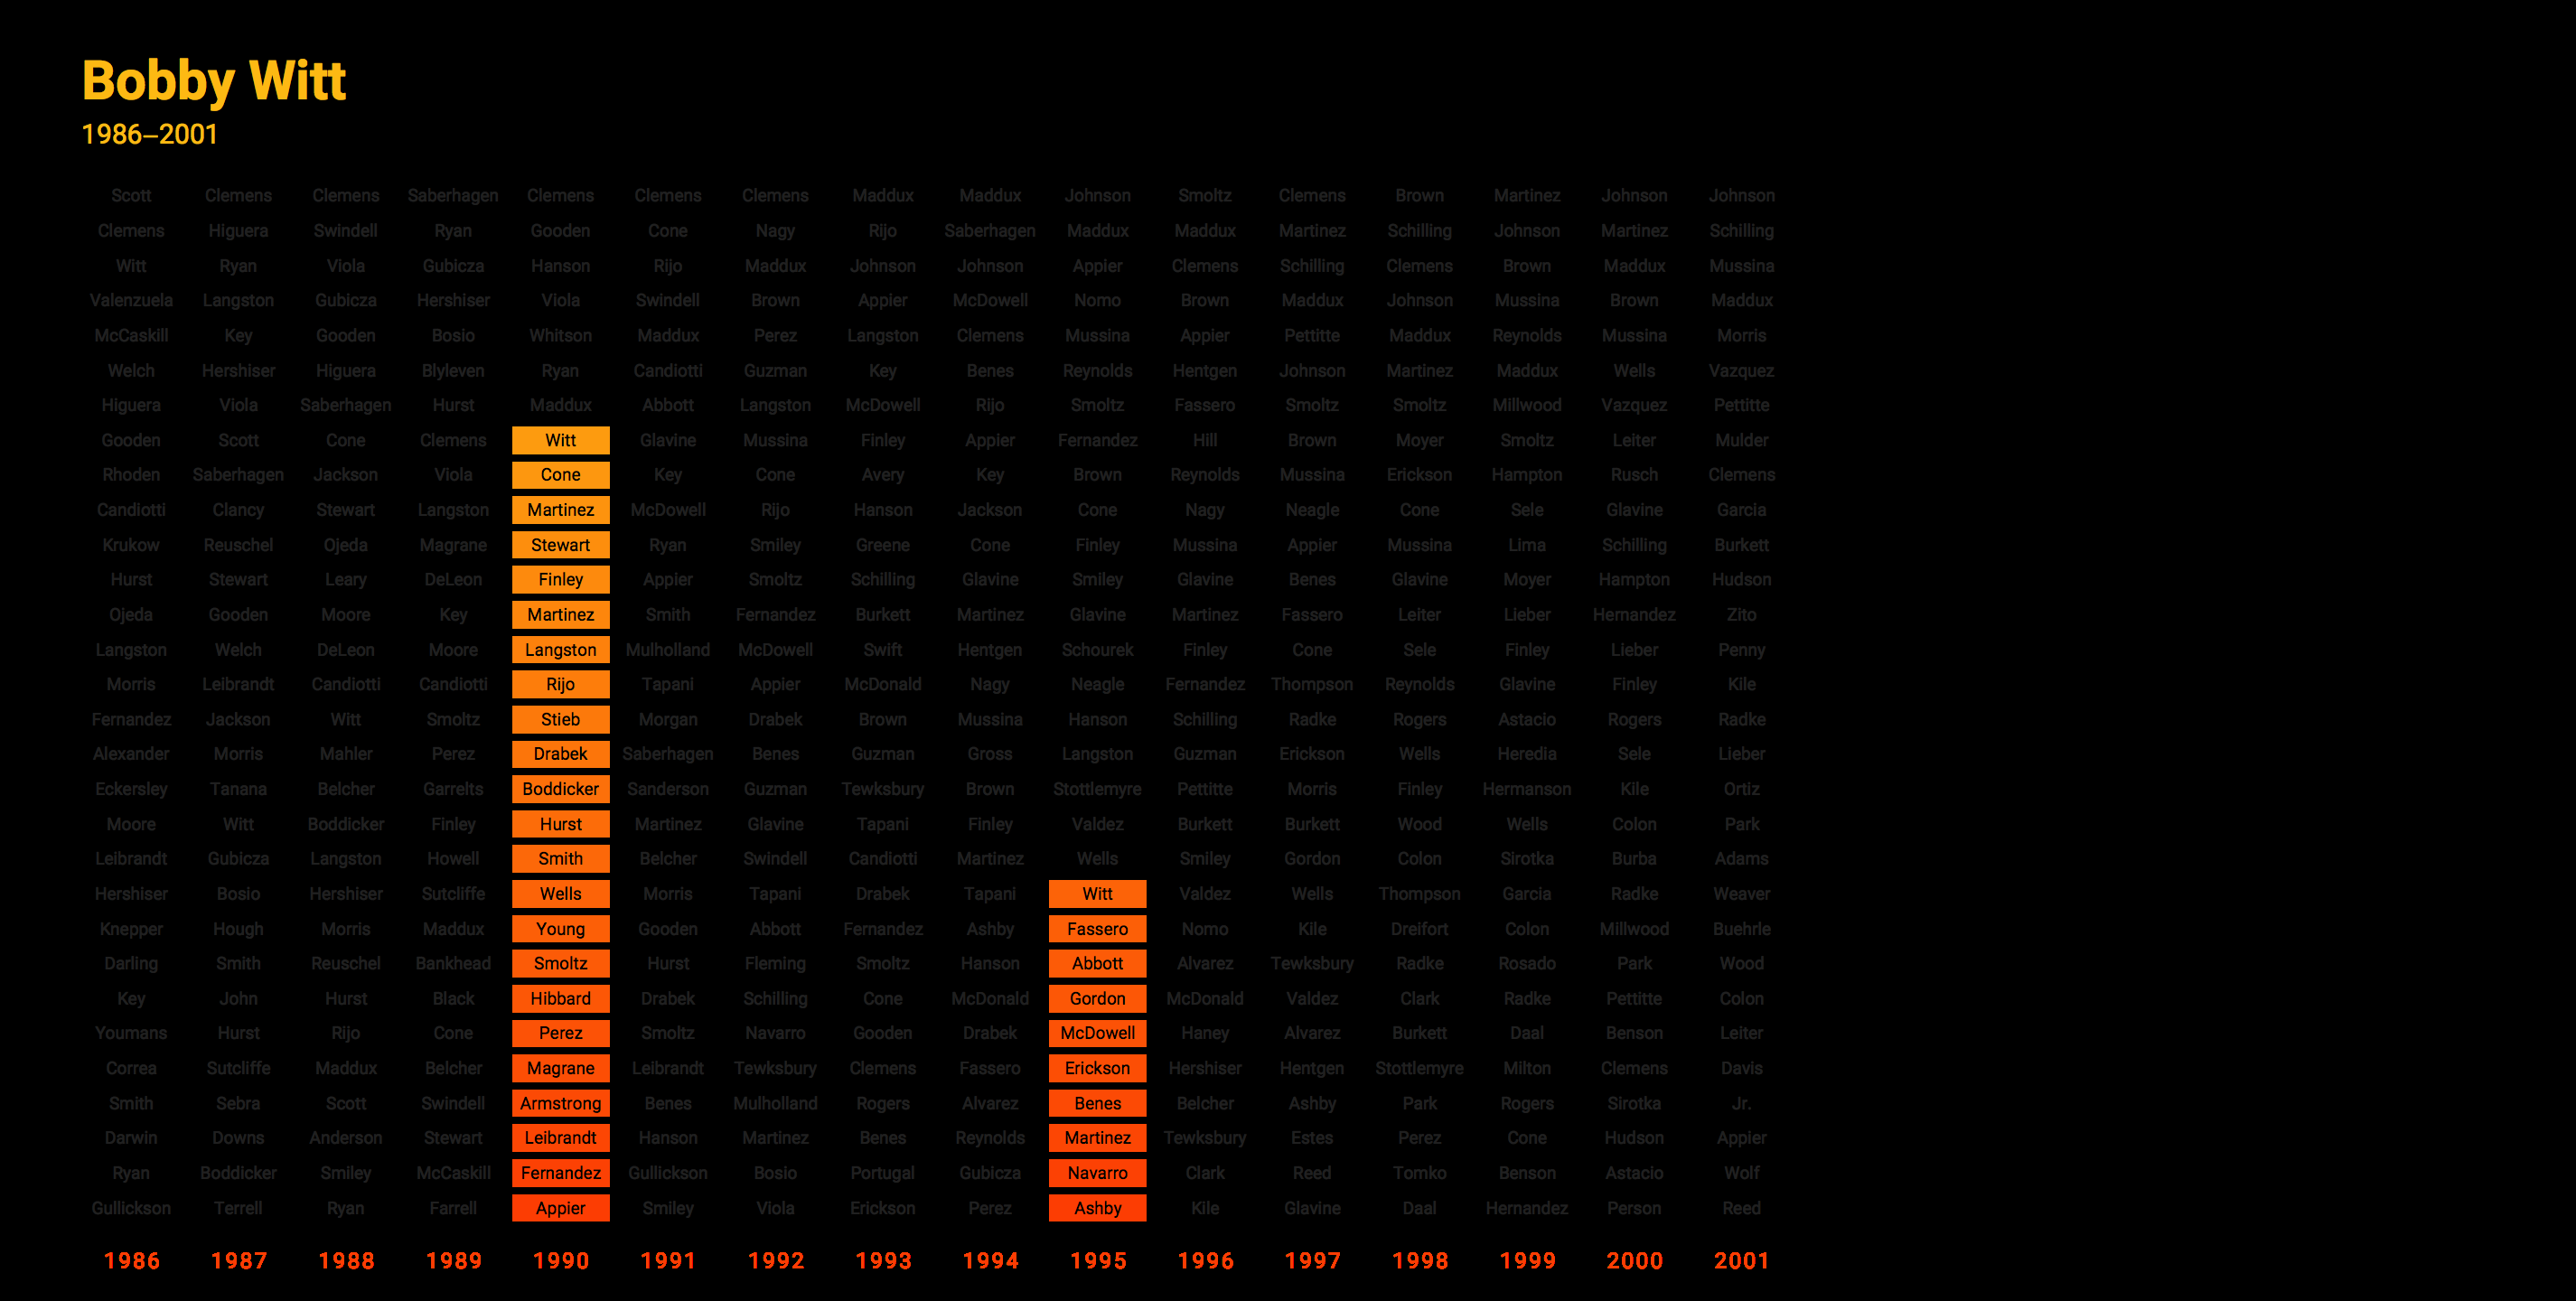 Bobby Witt
1986–2001
Scott Clemens Clemens Saberhagen Clemens Clemens Clemens Maddux Maddux Johnson Smoltz Clemens Brown Martinez Johnson Johnson
Clemens Higuera Swindell Ryan Gooden Cone Nagy Rijo Saberhagen Maddux Maddux Martinez Schilling Johnson Martinez Schilling
Witt Ryan Viola Gubicza Hanson Rijo Maddux Johnson Johnson Appier Clemens Schilling Clemens Brown Maddux Mussina
Valenzuela Langston Gubicza Hershiser Viola Swindell Brown Appier McDowell Nomo Brown Maddux Johnson Mussina Brown Maddux
McCaskill Key Gooden Bosio Whitson Maddux Perez Langston Clemens Mussina Appier Pettitte Maddux Reynolds Mussina Morris
Welch Hershiser Higuera Blyleven Ryan Candiotti Guzman Key Benes Reynolds Hentgen Johnson Martinez Maddux Wells Vazquez
Higuera Viola Saberhagen Hurst Maddux Abbott Langston McDowell Rijo Smoltz Fassero Smoltz Smoltz Millwood Vazquez Pettitte
Gooden Scott Cone Clemens Witt Glavine Mussina Finley Appier Fernandez Hill Brown Moyer Smoltz Leiter Mulder
Rhoden Saberhagen Jackson Viola Cone Key Cone Avery Key Brown Reynolds Mussina Erickson Hampton Rusch Clemens
Candiotti Clancy Stewart Langston Martinez McDowell Rijo Hanson Jackson Cone Nagy Neagle Cone Sele Glavine Garcia
Krukow Reuschel Ojeda Magrane Stewart Ryan Smiley Greene Cone Finley Mussina Appier Mussina Lima Schilling Burkett
Hurst Stewart Leary DeLeon Finley Appier Smoltz Schilling Glavine Smiley Glavine Benes Glavine Moyer Hampton Hudson
Ojeda Gooden Moore Key Martinez Smith Fernandez Burkett Martinez Glavine Martinez Fassero Leiter Lieber Hernandez Zito
Langston Welch DeLeon Moore Langston Mulholland McDowell Swift Hentgen Schourek Finley Cone Sele Finley Lieber Penny
Morris Leibrandt Candiotti Candiotti Rijo Tapani Appier McDonald Nagy Neagle Fernandez Thompson Reynolds Glavine Finley Kile
Fernandez Jackson Witt Smoltz Stieb Morgan Drabek Brown Mussina Hanson Schilling Radke Rogers Astacio Rogers Radke
Alexander Morris Mahler Perez Drabek Saberhagen Benes Guzman Gross Langston Guzman Erickson Wells Heredia Sele Lieber
Eckersley Tanana Belcher Garrelts Boddicker Sanderson Guzman Tewksbury Brown Stottlemyre Pettitte Morris Finley Hermanson Kile Ortiz
Moore Witt Boddicker Finley Hurst Martinez Glavine Tapani Finley Valdez Burkett Burkett Wood Wells Colon Park
Leibrandt Gubicza Langston Howell Smith Belcher Swindell Candiotti Martinez Wells Smiley Gordon Colon Sirotka Burba Adams
Hershiser Bosio Hershiser Sutcliffe Wells Morris Tapani Drabek Tapani Witt Valdez Wells Thompson Garcia Radke Weaver
Knepper Hough Morris Maddux Young Gooden Abbott Fernandez Ashby Fassero Nomo Kile Dreifort Colon Millwood Buehrle
Darling Smith Reuschel Bankhead Smoltz Hurst Fleming Smoltz Hanson Abbott Alvarez Tewksbury Radke Rosado Park Wood
Key John Hurst Black Hibbard Drabek Schilling Cone McDonald Gordon McDonald Valdez Clark Radke Pettitte Colon
Youmans Hurst Rijo Cone Perez Smoltz Navarro Gooden Drabek McDowell Haney Alvarez Burkett Daal Benson Leiter
Correa Sutcliffe Maddux Belcher Magrane Leibrandt Tewksbury Clemens Fassero Erickson Hershiser Hentgen Stottlemyre Milton Clemens Davis
Smith Sebra Scott Swindell Armstrong Benes Mulholland Rogers Alvarez Benes Belcher Ashby Park Rogers Sirotka Jr.
Darwin Downs Anderson Stewart Leibrandt Hanson Martinez Benes Reynolds Martinez Tewksbury Estes Perez Cone Hudson Appier
Ryan Boddicker Smiley McCaskill Fernandez Gullickson Bosio Portugal Gubicza Navarro Clark Reed Tomko Benson Astacio Wolf
Gullickson Terrell Ryan Farrell Appier Smiley Viola Erickson Perez Ashby Kile Glavine Daal Hernandez Person Reed
1986 1987 1988 1989 1990 1991 1992 1993 1994 1995 1996 1997 1998 1999 2000 2001